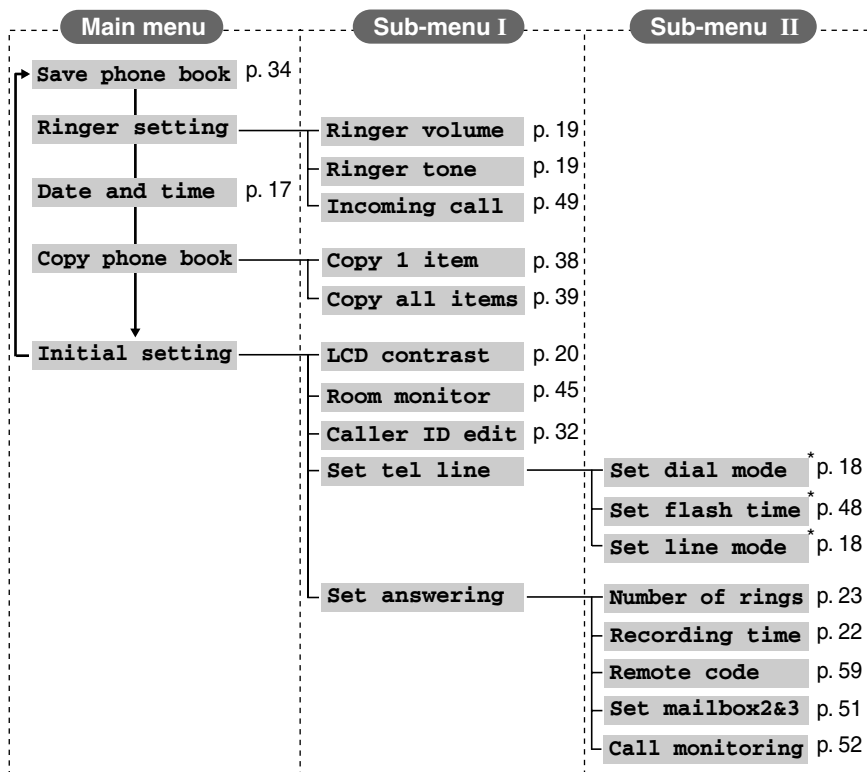 Main menu Sub-menu I Sub-menu II
Save phone book p. 34
Ringer setting Ringer volume p. 19
Ringer tone p. 19
Date and time p. 17
Incoming call p. 49
Copy phone book Copy 1 item p. 38
Copy all items p. 39
Initial setting LCD contrast p. 20
Room monitor p. 45
Caller ID edit p. 32
Set tel line Set dial mode * p. 18
Set flash time * p. 48
Set line mode * p. 18
Set answering Number of rings p. 23
Recording time p. 22
Remote code p. 59
Set mailbox2&3 p. 51
Call monitoring p. 52